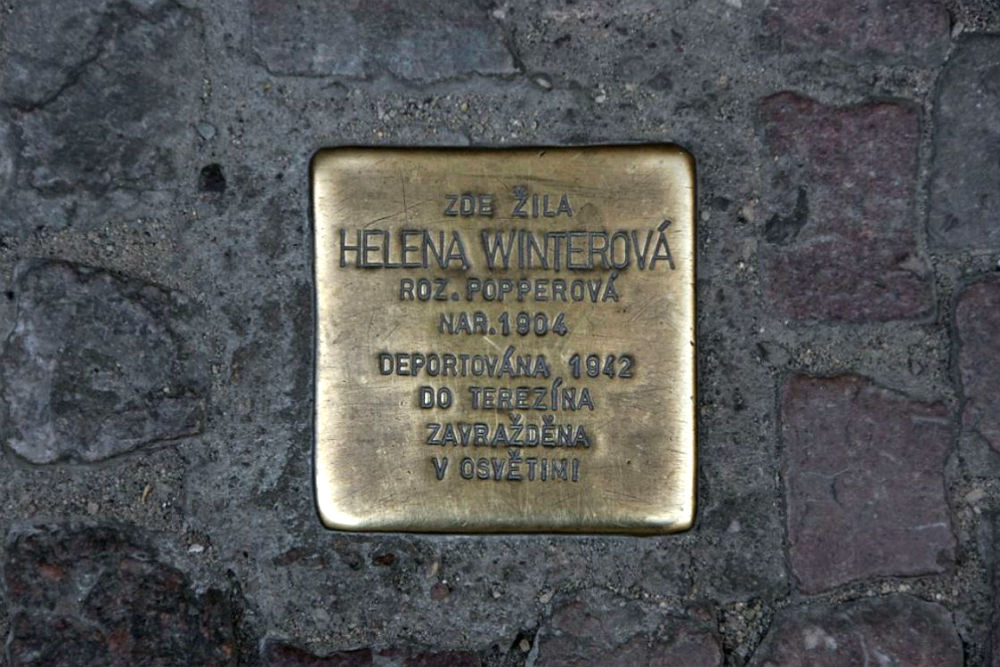 ZDE ŽILA
HELENA WINTEROVÁ
ROZ. POPPEROVÁ
NAR. 1904
DEPORTOVÁNA 1942
DO TEREZÍNA
ZAVRAŽDĚNA
V OSVĚTIMI